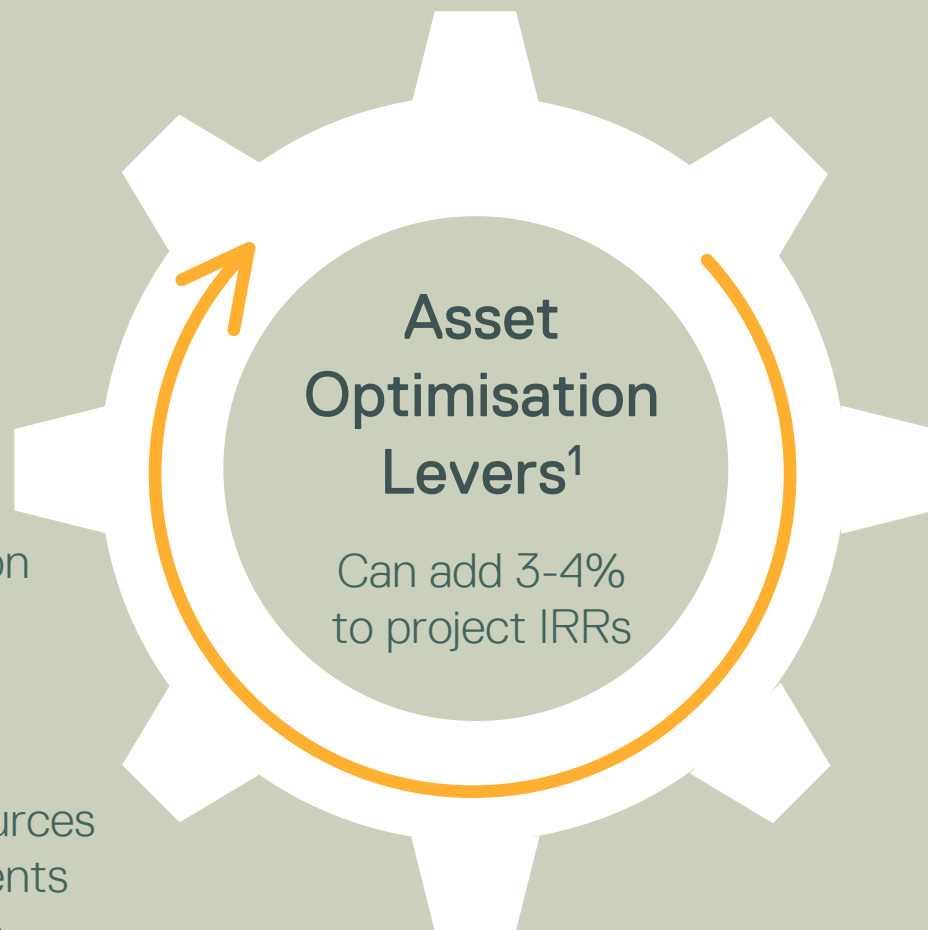 Asset
Optimisation
Levers¹
Can add 3-4%
to project IRRs